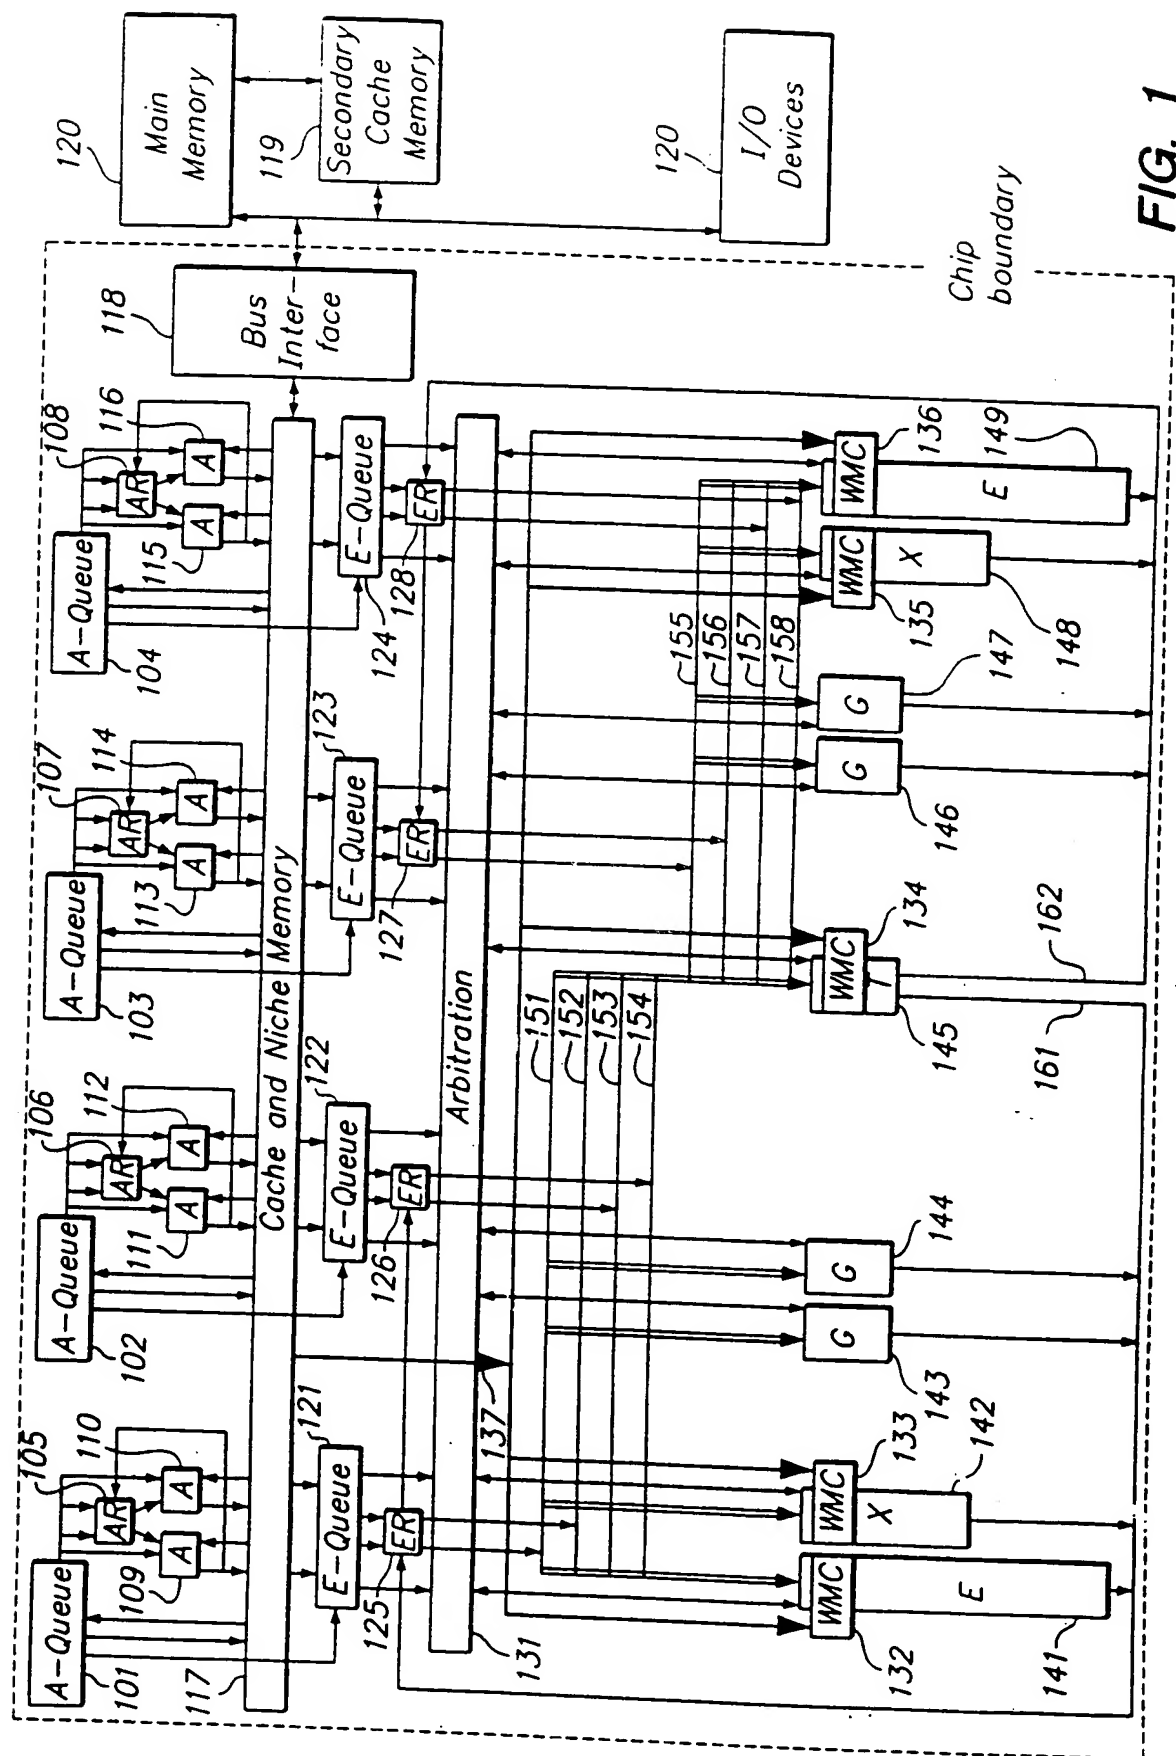 120
Main
Memory
119
Secondary
Cache
Memory
120
I/O
Devices
118
Bus
Inter-
face
Chip
boundary
108
116
A-Queue
AR
A
A
104
115
107
114
A-Queue
AR
A
A
103
113
106
112
A-Queue
AR
A
A
102
111
105
110
A-Queue
AR
A
A
101
109
117
Cache and Niche Memory
121
E-Queue
ER
125
122
E-Queue
ER
126
123
E-Queue
ER
127
E-Queue
124
ER
128
131
Arbitration
137
151
152
153
154
155
156
157
158
WMC
132
E
141
WMC
133
X
142
G
143
G
144
WMC
134
T
145
G
146
G
147
WMC
135
X
148
WMC
136
E
149
161
162
FIG. 1